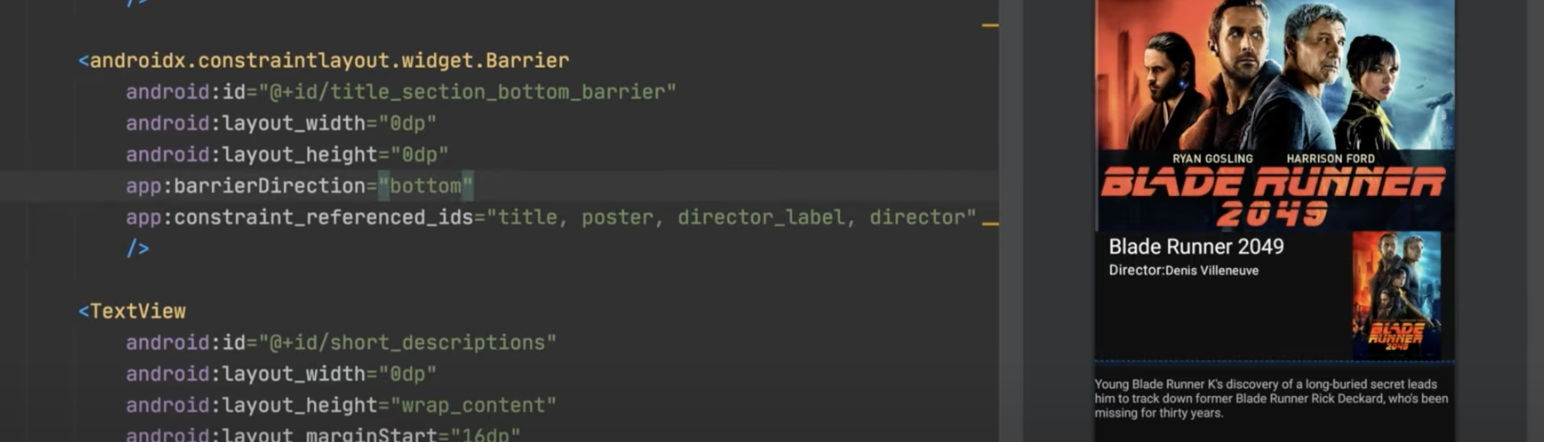 />
<androidx.constraintlayout.widget.Barrier
android:id="@+id/title_section_bottom_barrier"
android:layout_width="0dp"
android:layout_height="0dp"
app:barrierDirection="bottom"
app:constraint_referenced_ids="title, poster, director_label, director"
/>
<TextView
android:id="@+id/short_descriptions"
android:layout_width="0dp"
android:layout_height="wrap_content"
android:layout_marginStart="16dp"
RYAN GOSLING HARRISON FORD
BLADE RUNNER
2049
Blade Runner 2049
Director:Denis Villeneuve
BLADE
RUNNER
2049
Young Blade Runner K's discovery of a long-buried secret leads
him to track down former Blade Runner Rick Deckard, who's been
missing for thirty years.